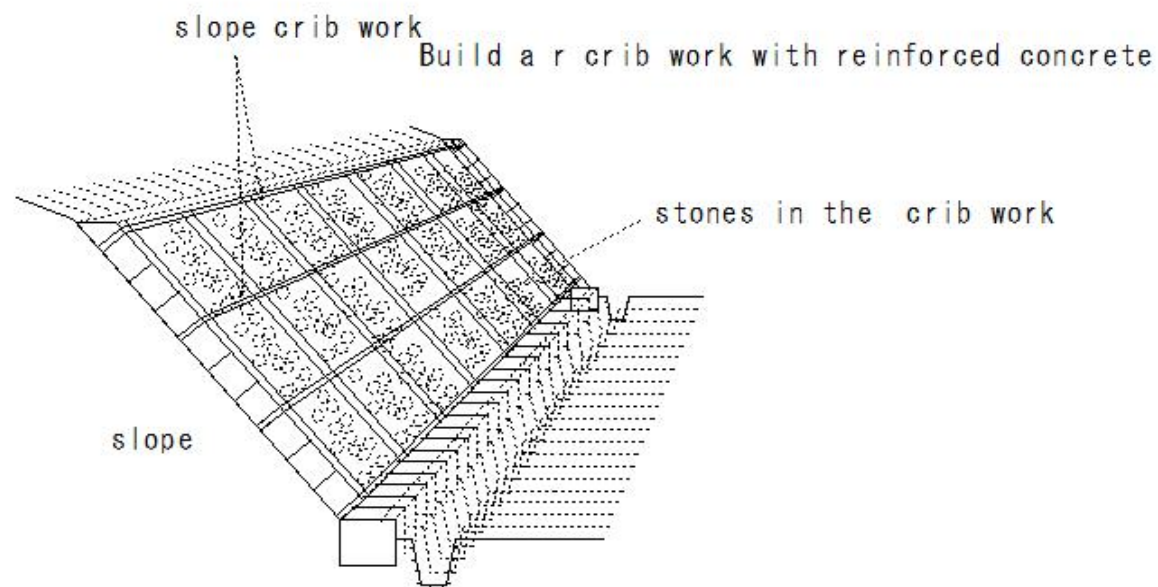 slope crib work
Build a r crib work with reinforced concrete
stones in the crib work
slope